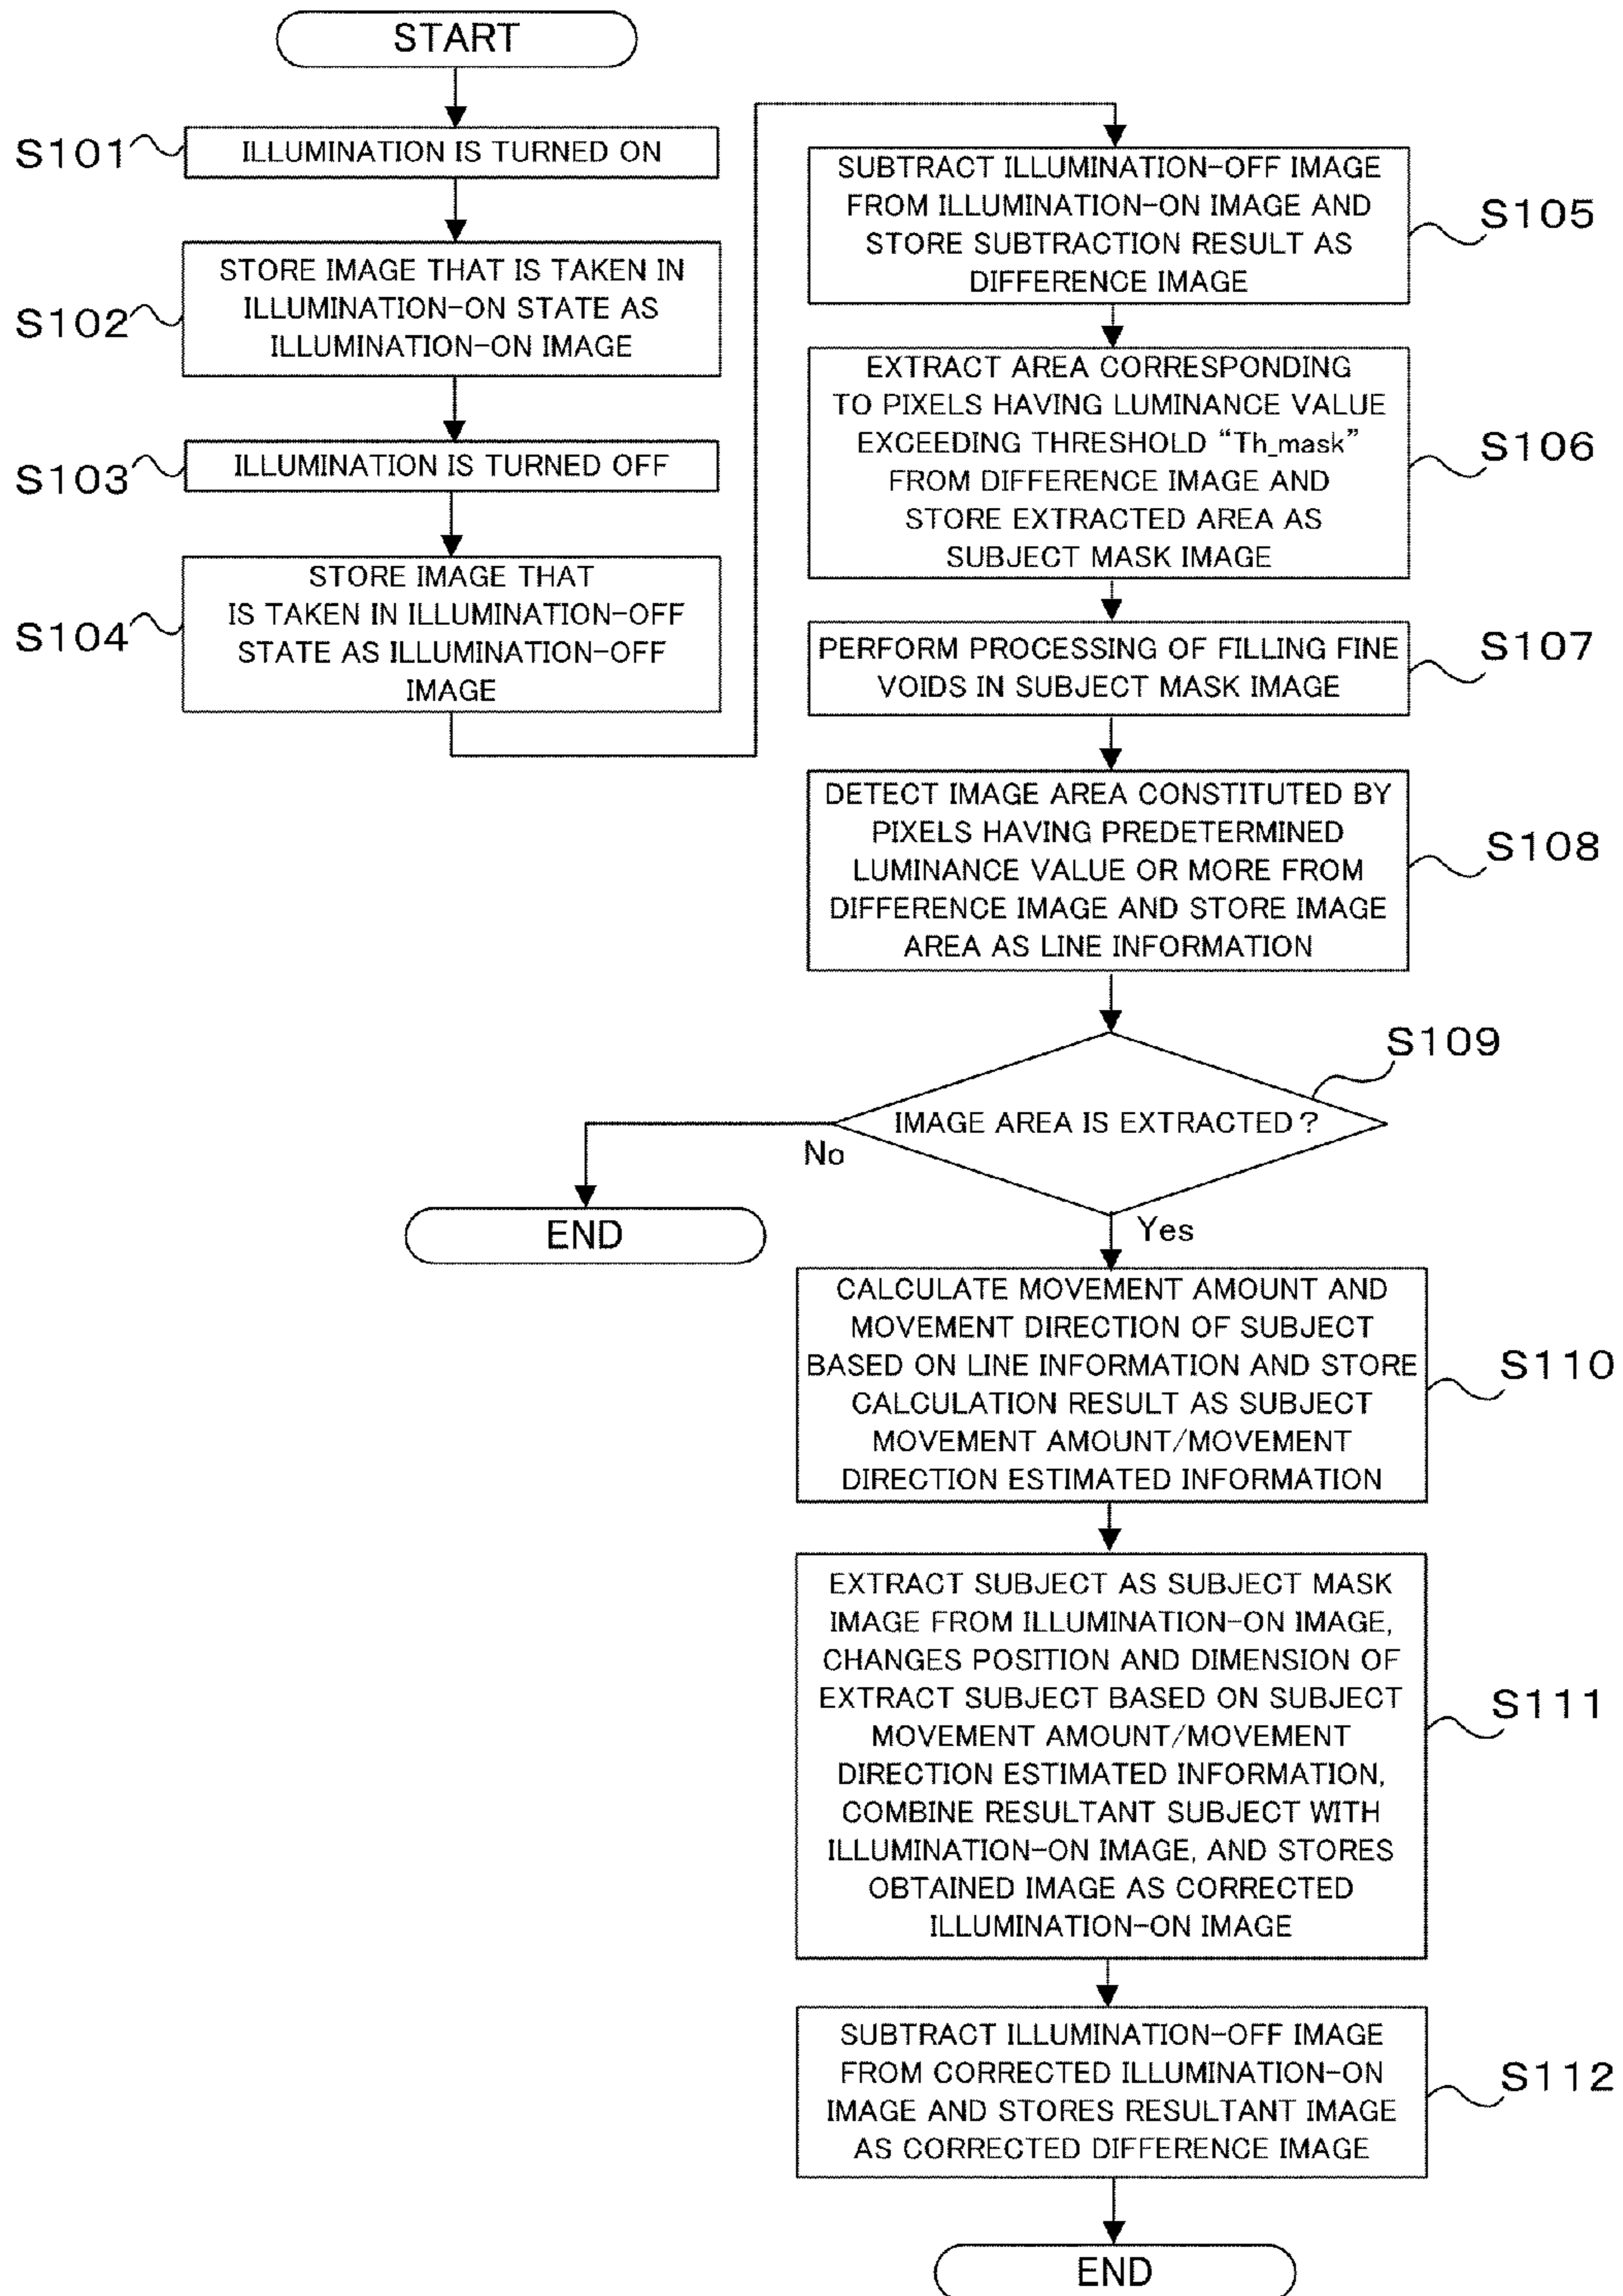 START
S101
ILLUMINATION IS TURNED ON
S102
STORE IMAGE THAT IS TAKEN IN
ILLUMINATION-ON STATE AS
ILLUMINATION-ON IMAGE
S103
ILLUMINATION IS TURNED OFF
S104
STORE IMAGE THAT
IS TAKEN IN ILLUMINATION-OFF
STATE AS ILLUMINATION-OFF
IMAGE
SUBTRACT ILLUMINATION-OFF IMAGE
FROM ILLUMINATION-ON IMAGE AND
STORE SUBTRACTION RESULT AS
DIFFERENCE IMAGE
S105
EXTRACT AREA CORRESPONDING
TO PIXELS HAVING LUMINANCE VALUE
EXCEEDING THRESHOLD “Th_mask”
FROM DIFFERENCE IMAGE AND
STORE EXTRACTED AREA AS
SUBJECT MASK IMAGE
S106
PERFORM PROCESSING OF FILLING FINE
VOIDS IN SUBJECT MASK IMAGE
S107
DETECT IMAGE AREA CONSTITUTED BY
PIXELS HAVING PREDETERMINED
LUMINANCE VALUE OR MORE FROM
DIFFERENCE IMAGE AND STORE IMAGE
AREA AS LINE INFORMATION
S108
S109
IMAGE AREA IS EXTRACTED?
No
END
Yes
CALCULATE MOVEMENT AMOUNT AND
MOVEMENT DIRECTION OF SUBJECT
BASED ON LINE INFORMATION AND STORE
CALCULATION RESULT AS SUBJECT
MOVEMENT AMOUNT/MOVEMENT
DIRECTION ESTIMATED INFORMATION
S110
EXTRACT SUBJECT AS SUBJECT MASK
IMAGE FROM ILLUMINATION-ON IMAGE,
CHANGES POSITION AND DIMENSION OF
EXTRACT SUBJECT BASED ON SUBJECT
MOVEMENT AMOUNT/MOVEMENT
DIRECTION ESTIMATED INFORMATION,
COMBINE RESULTANT SUBJECT WITH
ILLUMINATION-ON IMAGE, AND STORES
OBTAINED IMAGE AS CORRECTED
ILLUMINATION-ON IMAGE
S111
SUBTRACT ILLUMINATION-OFF IMAGE
FROM CORRECTED ILLUMINATION-ON
IMAGE AND STORES RESULTANT IMAGE
AS CORRECTED DIFFERENCE IMAGE
S112
END